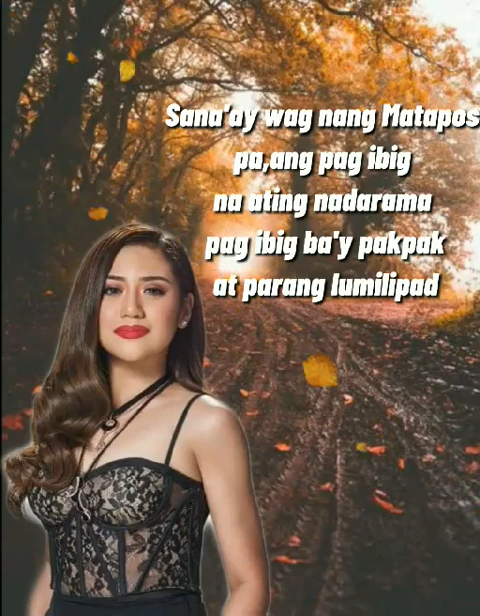 Sana'ay wag nang Matapos
pa,ang pag ibig
na ating nadarama
pag ibig ba'y pakpak
at parang lumilipad